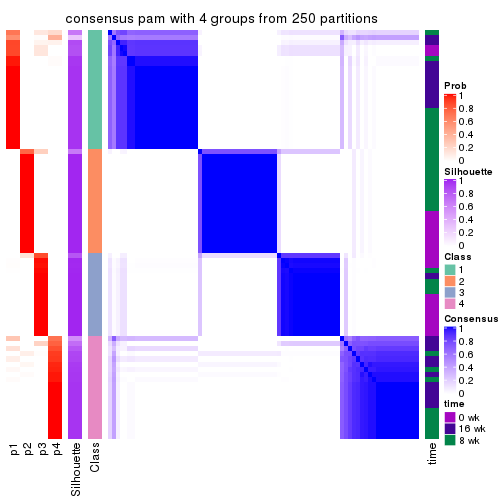 consensus pam with 4 groups from 250 partitions
Prob
1
0.8
0.6
0.4
0.2
0
Silhouette
1
0.8
0.6
0.4
0.2
0
Class
1
2
3
4
Consensus
1
0.8
0.6
0.4
0.2
0
time
0 wk
16 wk
8 wk
p1
p2
p3
p4
Silhouette
Class
time